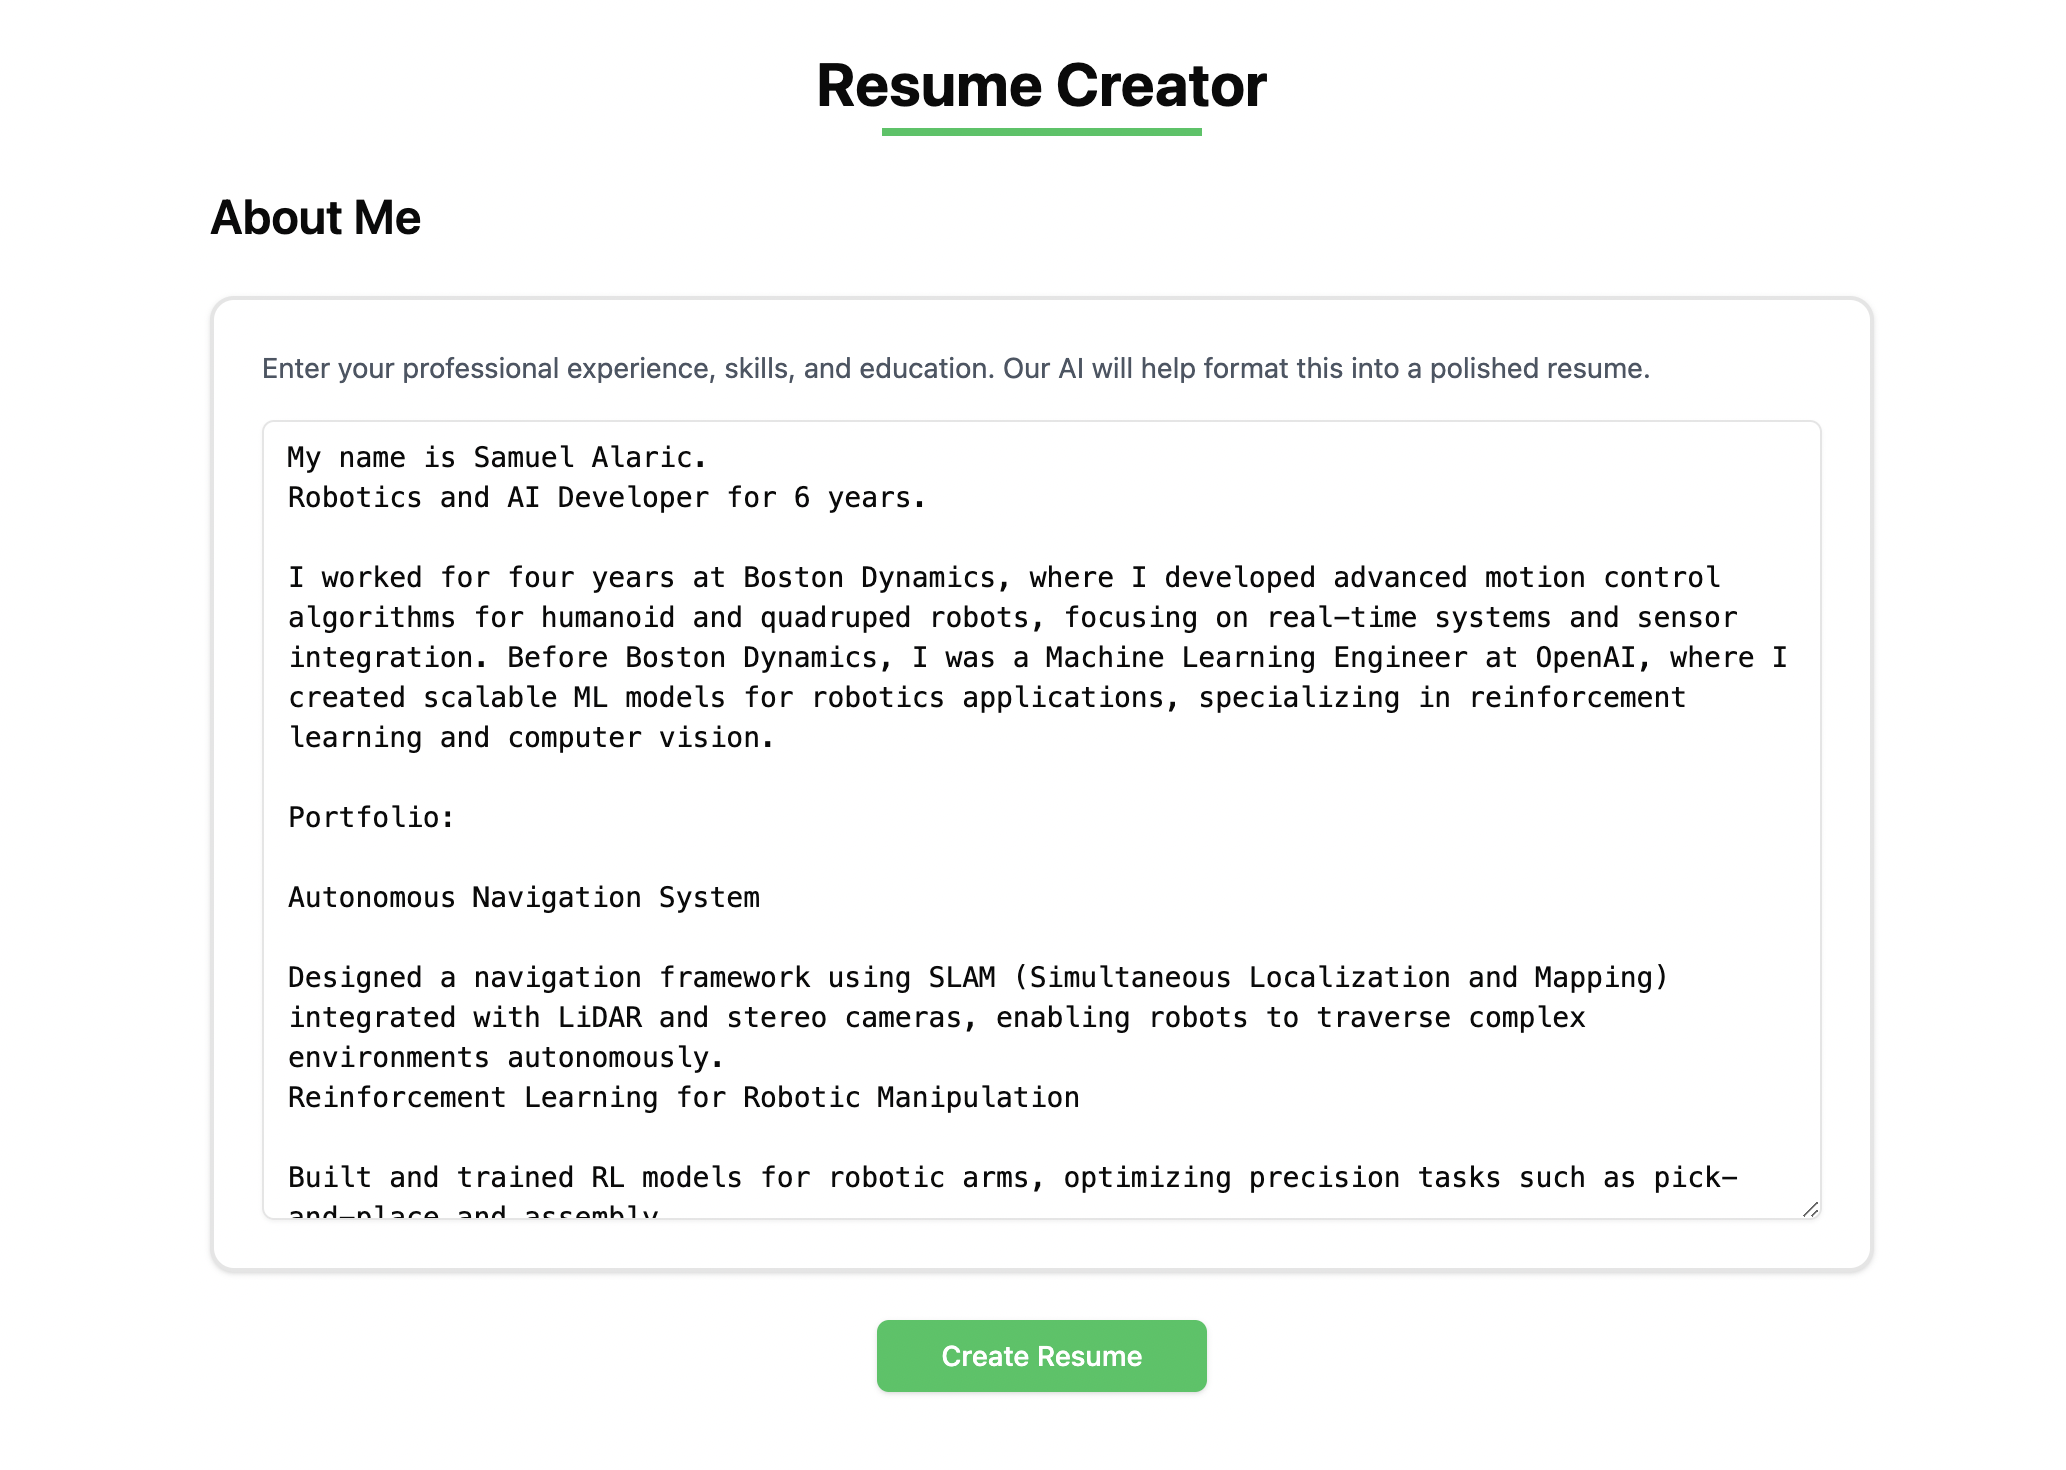 Resume Creator
About Me
Enter your professional experience, skills, and education. Our AI will help format this into a polished resume.
My name is Samuel Alaric.
Robotics and AI Developer for 6 years.
I worked for four years at Boston Dynamics, where I developed advanced motion control
algorithms for humanoid and quadruped robots, focusing on real-time systems and sensor
integration. Before Boston Dynamics, I was a Machine Learning Engineer at OpenAI, where I
created scalable ML models for robotics applications, specializing in reinforcement
learning and computer vision.
Portfolio:
Autonomous Navigation System
Designed a navigation framework using SLAM (Simultaneous Localization and Mapping)
integrated with LiDAR and stereo cameras, enabling robots to traverse complex
environments autonomously.
Reinforcement Learning for Robotic Manipulation
Built and trained RL models for robotic arms, optimizing precision tasks such as pick-
and-place and assembly
Create Resume